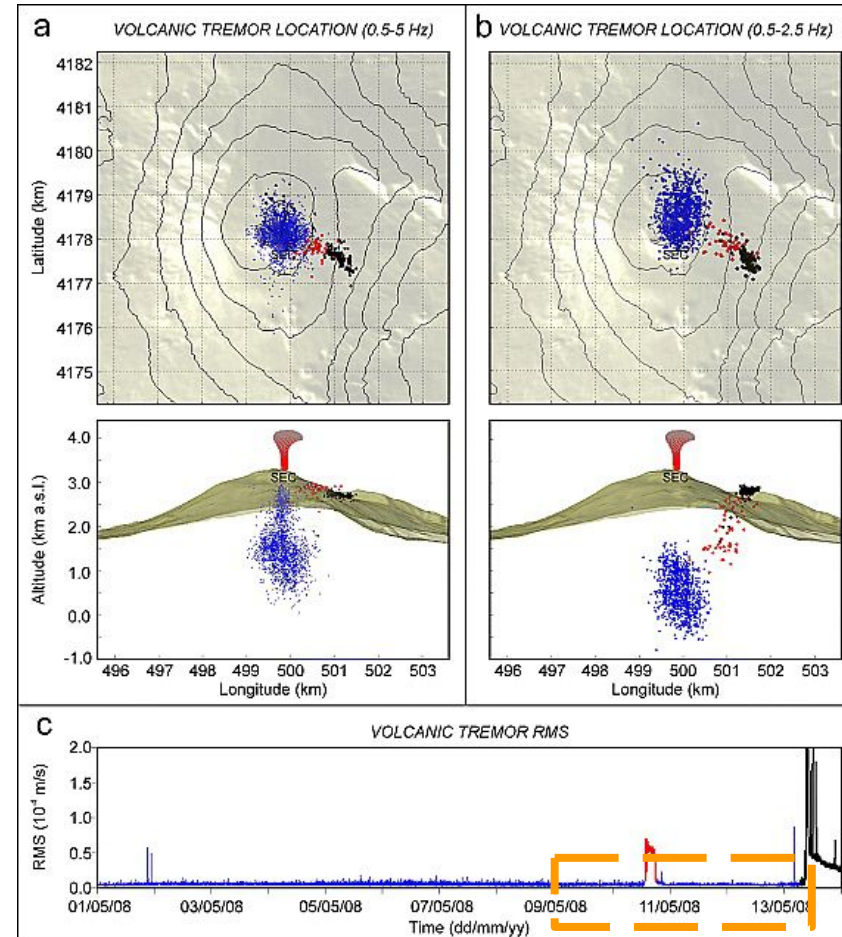 a
VOLCANIC TREMOR LOCATION (0.5-5 Hz)
4182
4181
4180
4179
4178
4177
4176
4175
Latitude (km)
SEC
4.0
3.0
2.0
1.0
0.0
-1.0
Altitude (km a.s.l.)
SEC
496 497 498 499 500 501 502 503
Longitude (km)
b
VOLCANIC TREMOR LOCATION (0.5-2.5 Hz)
SEC
SEC
496 497 498 499 500 501 502 503
Longitude (km)
c
VOLCANIC TREMOR RMS
2.0
1.5
1.0
0.5
0.0
RMS (10⁻⁴ m/s)
01/05/08 03/05/08 05/05/08 07/05/08 09/05/08 11/05/08 13/05/08
Time (dd/mm/yy)